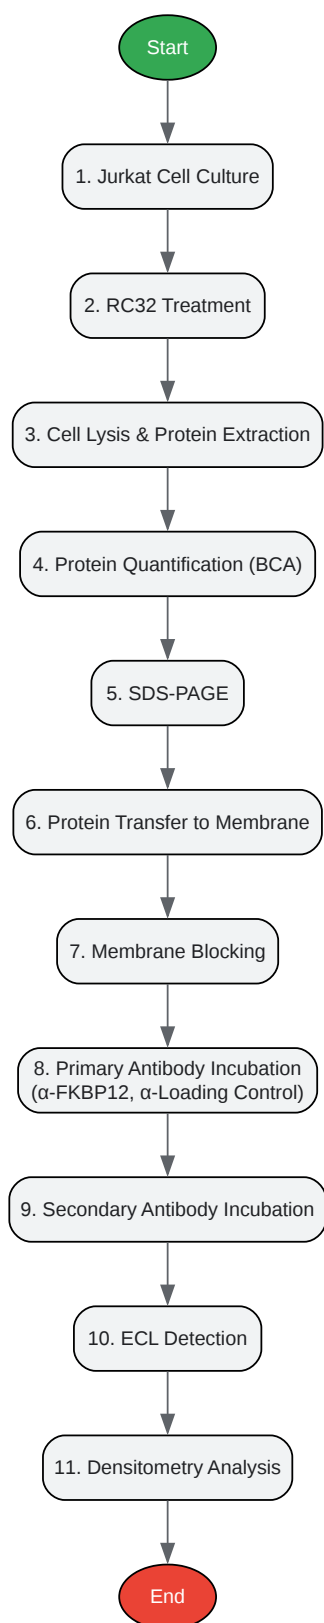 Start
1. Jurkat Cell Culture
2. RC32 Treatment
3. Cell Lysis & Protein Extraction
4. Protein Quantification (BCA)
5. SDS-PAGE
6. Protein Transfer to Membrane
7. Membrane Blocking
8. Primary Antibody Incubation
(α-FKBP12, α-Loading Control)
9. Secondary Antibody Incubation
10. ECL Detection
11. Densitometry Analysis
End